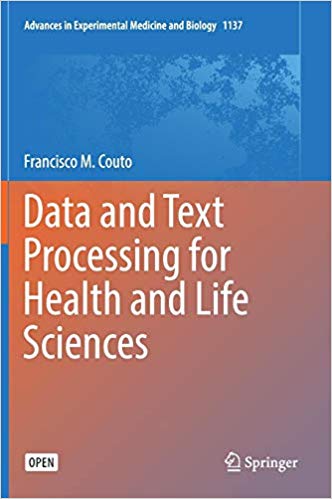 Advances in Experimental Medicine and Biology 1137
Francisco M. Couto
Data and Text
Processing for
Health and Life
Sciences
OPEN
Springer